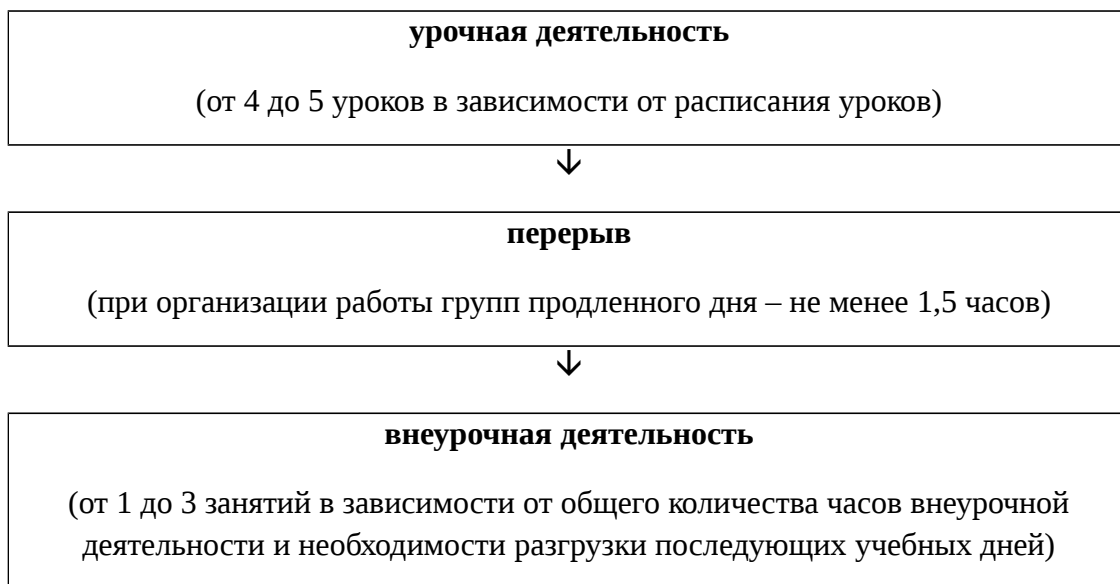 урочная деятельность
(от 4 до 5 уроков в зависимости от расписания уроков)
перерыв
(при организации работы групп продленного дня – не менее 1,5 часов)
внеурочная деятельность
(от 1 до 3 занятий в зависимости от общего количества часов внеурочной
деятельности и необходимости разгрузки последующих учебных дней)